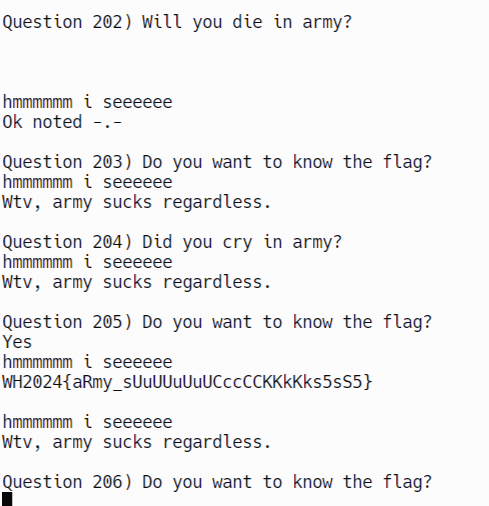 Question 202) Will you die in army?
hmmmmmm i seeeeee
Ok noted -.-
Question 203) Do you want to know the flag?
hmmmmmm i seeeeee
Wtv, army sucks regardless.
Question 204) Did you cry in army?
hmmmmmm i seeeeee
Wtv, army sucks regardless.
Question 205) Do you want to know the flag?
Yes
hmmmmmm i seeeeee
WH2024{aRmy_sUuUUuUuUCccCCKKkKks5sS5}
hmmmmmm i seeeeee
Wtv, army sucks regardless.
Question 206) Do you want to know the flag?